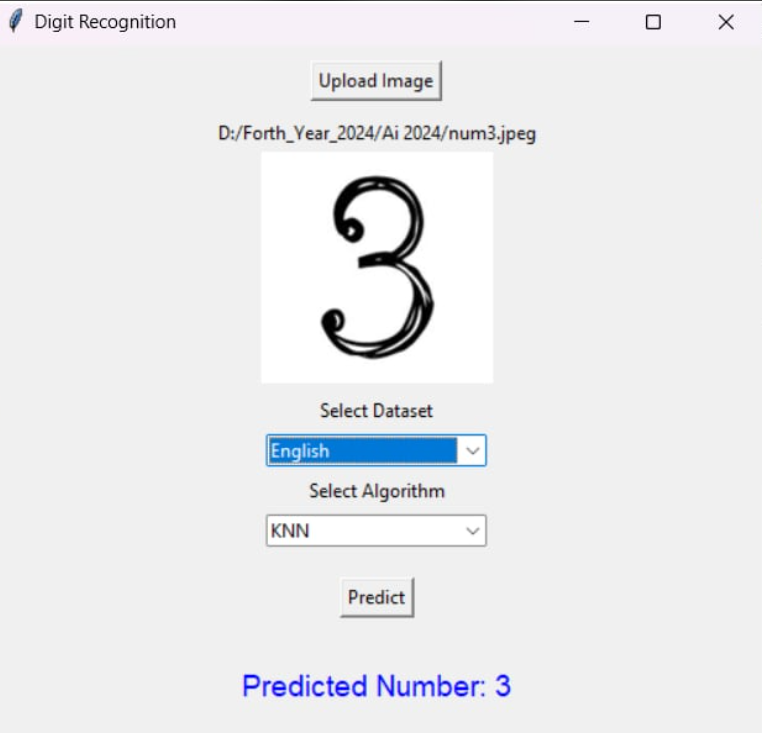 Digit Recognition
Upload Image
D:/Forth_Year_2024/Ai 2024/num3.jpeg
3
Select Dataset
English
Select Algorithm
KNN
Predict
Predicted Number: 3